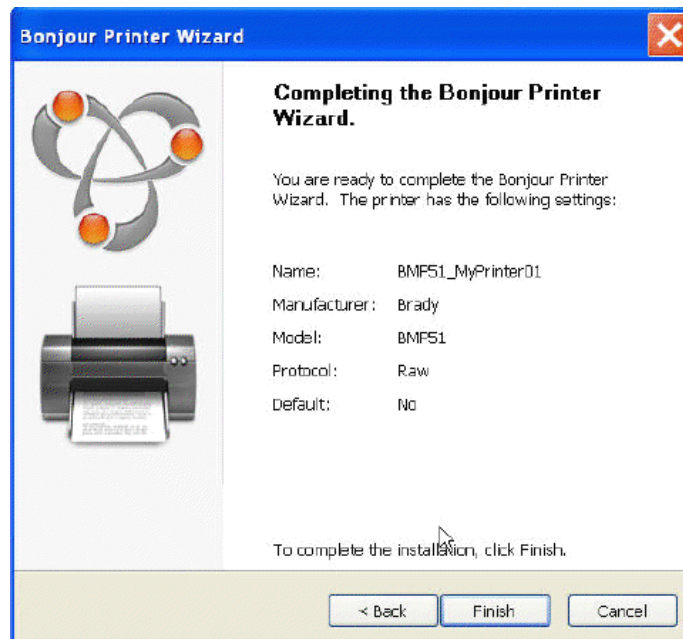 Bonjour Printer Wizard
Completing the Bonjour Printer
Wizard.
You are ready to complete the Bonjour Printer
Wizard. The printer has the following settings:
Name: BMP51_MyPrinter01
Manufacturer: Brady
Model: BMP51
Protocol: Raw
Default: No
To complete the installation, click Finish.
< Back Finish Cancel